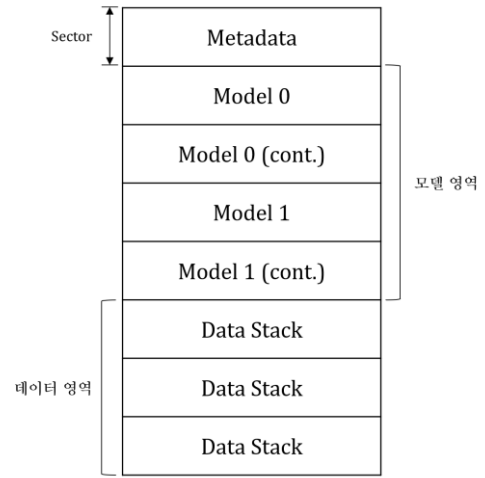 Sector
Metadata
Model 0
Model 0 (cont.)
모델 영역
Model 1
Model 1 (cont.)
Data Stack
데이터 영역
Data Stack
Data Stack